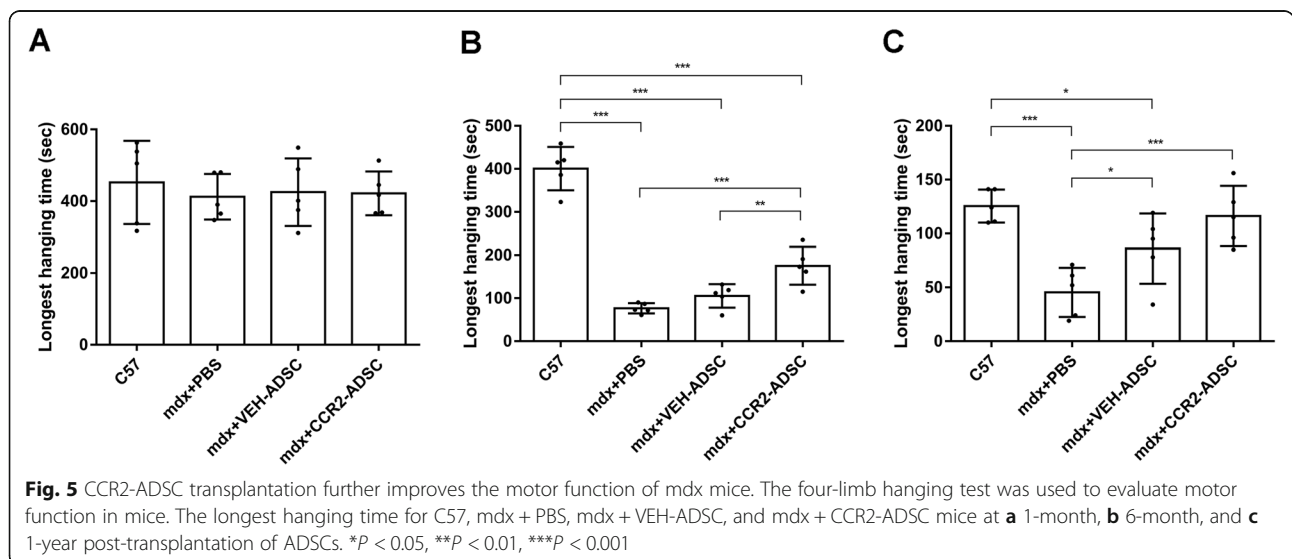 A
Longest hanging time (sec)
600
400
200
0
C57
mdx+PBS
mdx+VEH-ADSC
mdx+CCR2-ADSC
B
Longest hanging time (sec)
500
400
300
200
100
0
***
***
***
***
**
C57
mdx+PBS
mdx+VEH-ADSC
mdx+CCR2-ADSC
C
Longest hanging time (sec)
150
100
50
0
*
***
***
*
C57
mdx+PBS
mdx+VEH-ADSC
mdx+CCR2-ADSC
Fig. 5 CCR2-ADSC transplantation further improves the motor function of mdx mice. The four-limb hanging test was used to evaluate motor
function in mice. The longest hanging time for C57, mdx + PBS, mdx + VEH-ADSC, and mdx + CCR2-ADSC mice at a 1-month, b 6-month, and c
1-year post-transplantation of ADSCs. *P < 0.05, **P < 0.01, ***P < 0.001